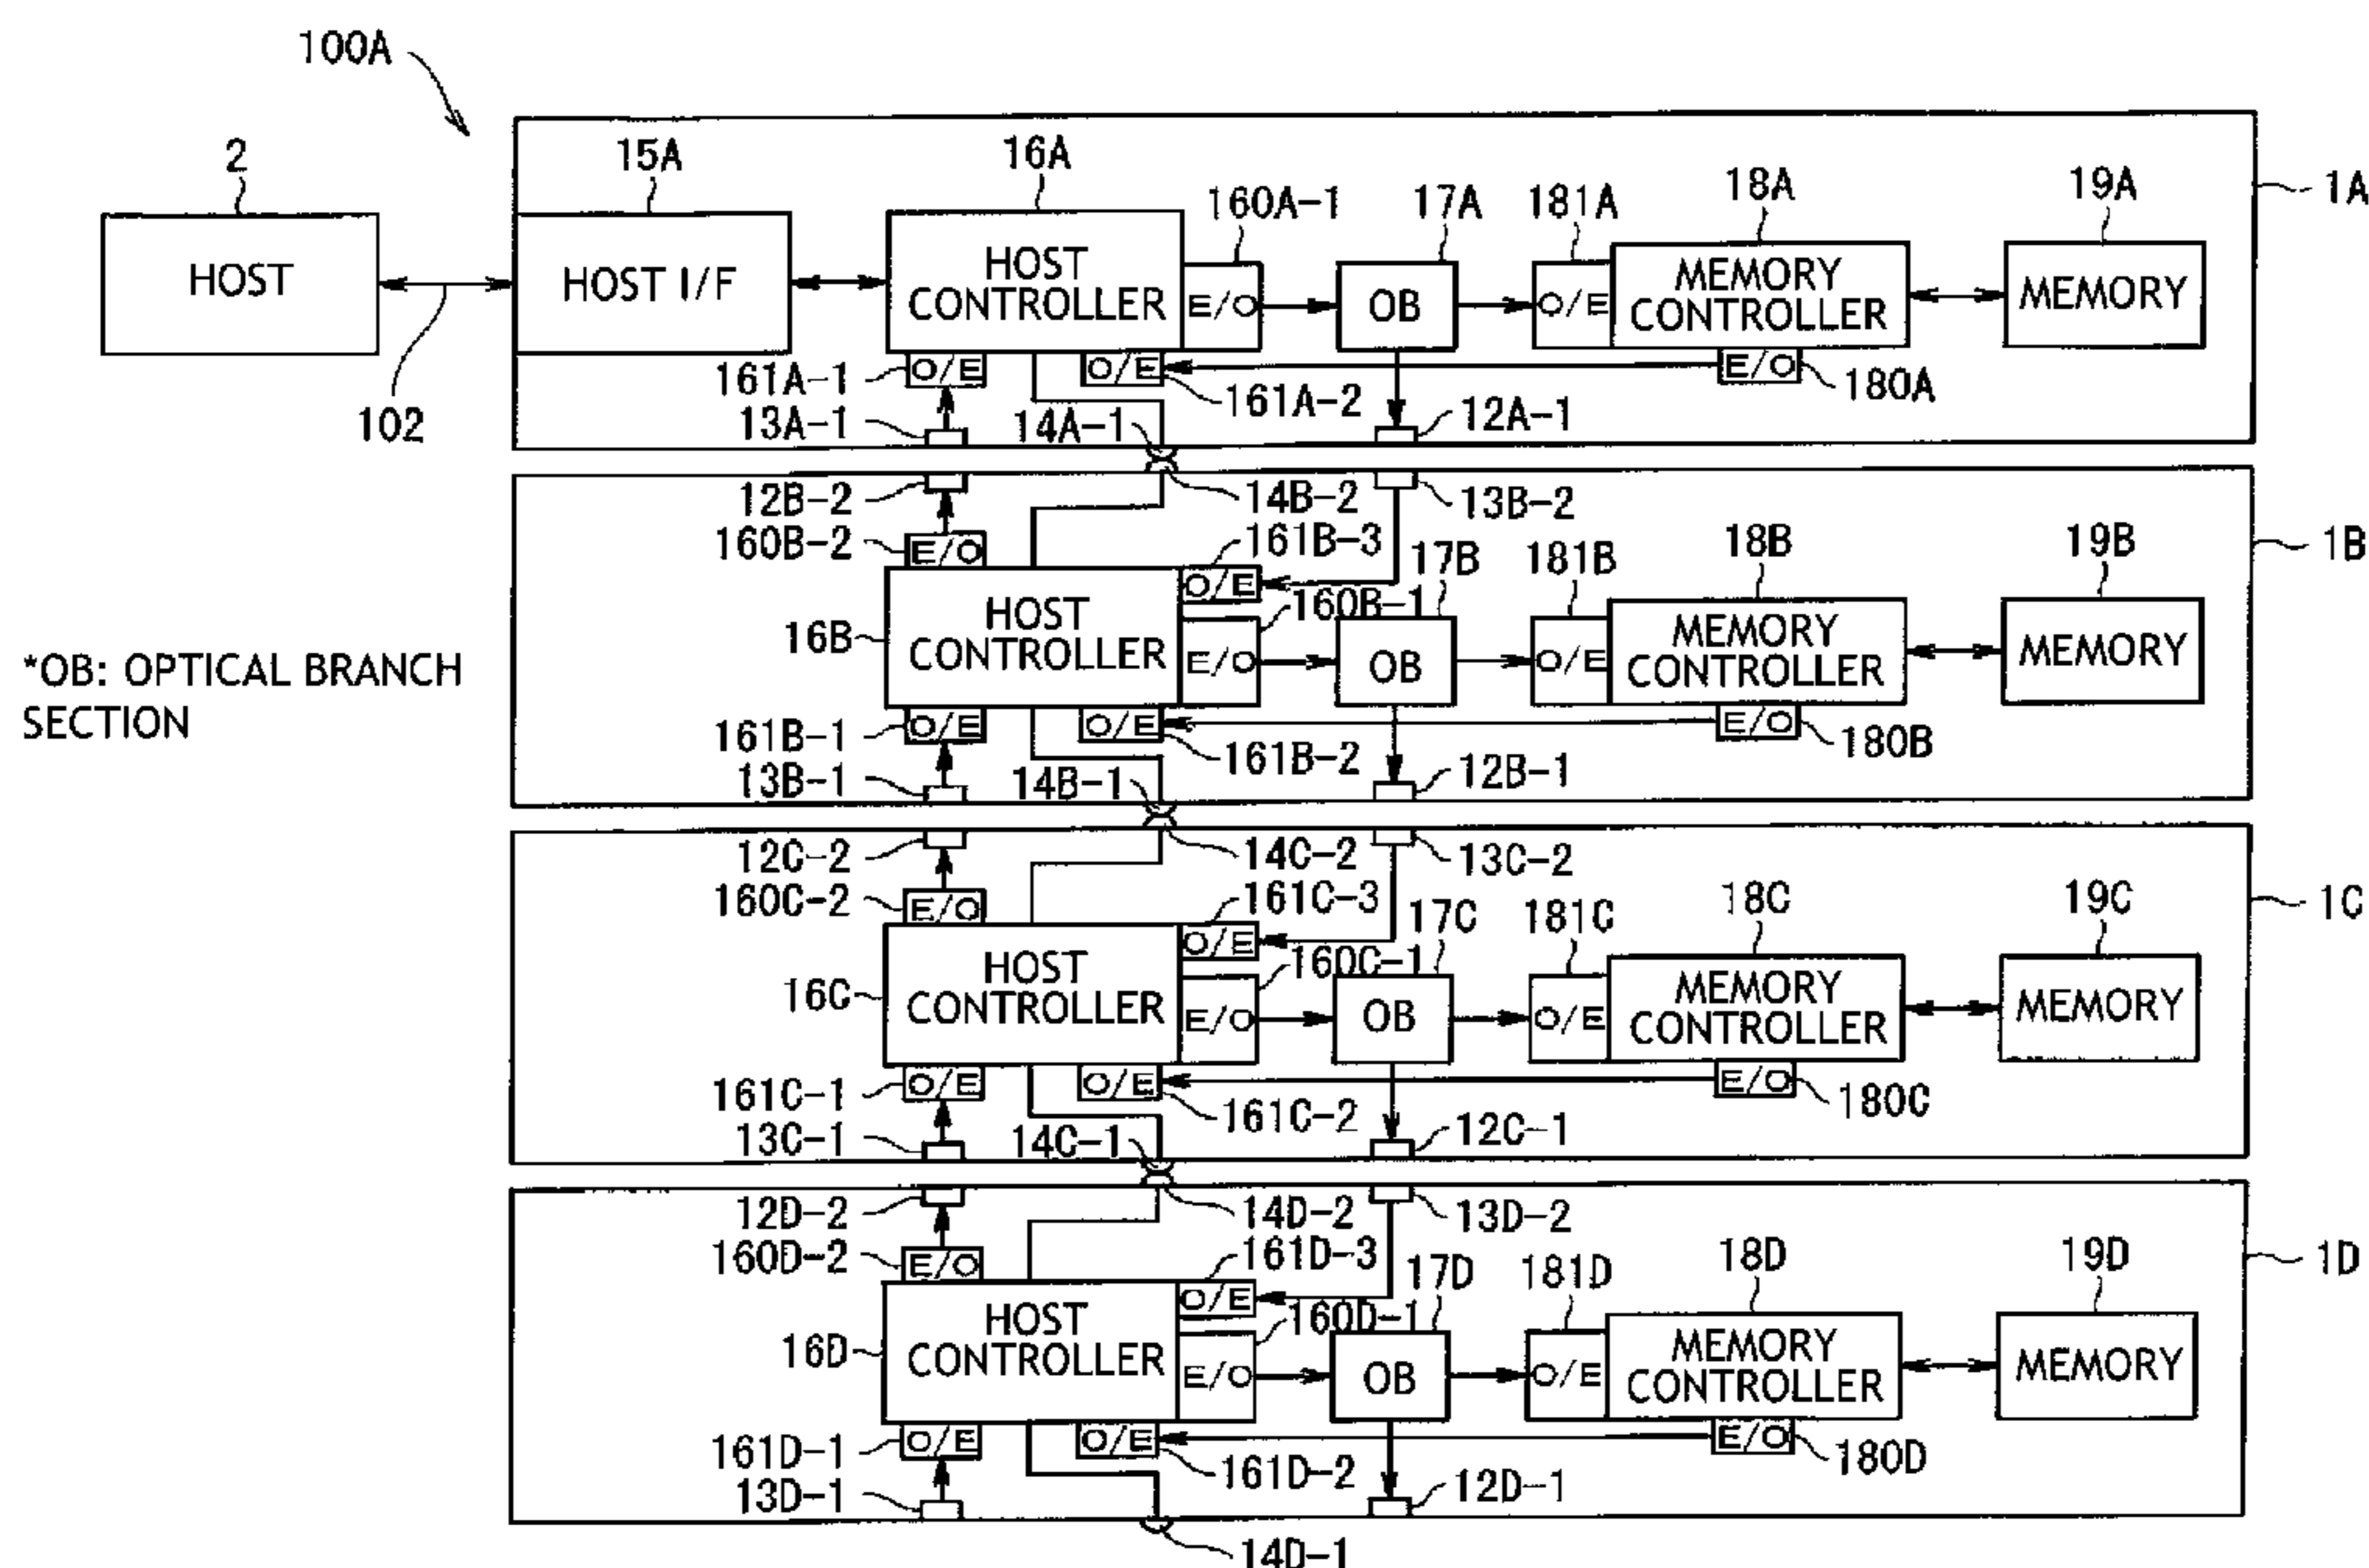 100A
2
15A
16A
160A-1
17A
181A
18A
19A
1A
HOST
HOST I/F
HOST
CONTROLLER
E/O
OB
O/E
MEMORY
CONTROLLER
MEMORY
102
161A-1
O/E
O/E
161A-2
E/O
180A
13A-1
14A-1
12A-1
12B-2
14B-2
13B-2
160B-2
E/O
161B-3
17B
181B
18B
19B
1B
O/E
160B-1
16B
HOST
CONTROLLER
E/O
OB
O/E
MEMORY
CONTROLLER
MEMORY
*OB: OPTICAL BRANCH
SECTION
161B-1
O/E
O/E
161B-2
E/O
180B
13B-1
14B-1
12B-1
12C-2
14C-2
13C-2
160C-2
E/O
161C-3
17C
181C
18C
19C
1C
O/E
160C-1
16C
HOST
CONTROLLER
E/O
OB
O/E
MEMORY
CONTROLLER
MEMORY
161C-1
O/E
O/E
161C-2
E/O
180C
13C-1
14C-1
12C-1
12D-2
14D-2
13D-2
160D-2
E/O
161D-3
17D
181D
18D
19D
1D
O/E
160D-1
16D
HOST
CONTROLLER
E/O
OB
O/E
MEMORY
CONTROLLER
MEMORY
161D-1
O/E
O/E
161D-2
E/O
180D
13D-1
12D-1
14D-1